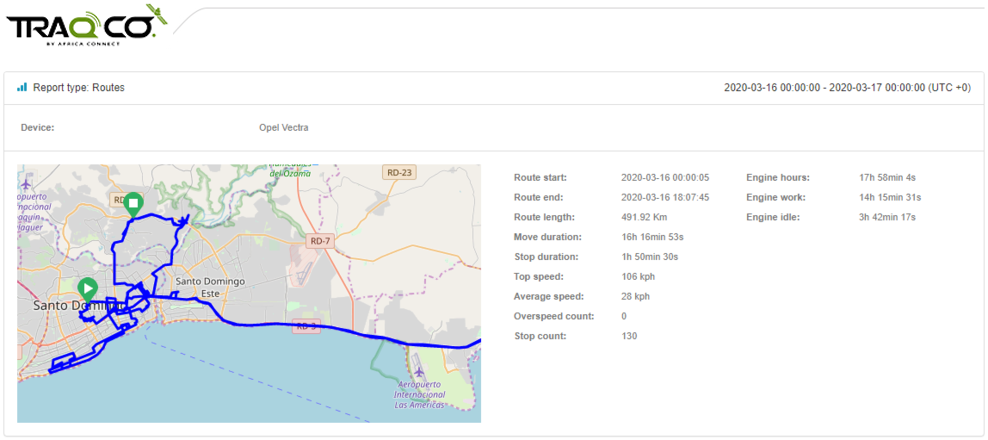 TRAQCO.
BY AFRICA CONNECT
Report type: Routes 2020-03-16 00:00:00 - 2020-03-17 00:00:00 (UTC +0)
Device: Opel Vectra
del Ozama
RD-23
RD-7
Santo Domingo
Este
Santo Domingo
RD-3
Aeropuerto
Internacional
Las Américas
Route start: 2020-03-16 00:00:05 Engine hours: 17h 58min 4s
Route end: 2020-03-16 18:07:45 Engine work: 14h 15min 31s
Route length: 491.92 Km Engine idle: 3h 42min 17s
Move duration: 16h 16min 53s
Stop duration: 1h 50min 30s
Top speed: 106 kph
Average speed: 28 kph
Overspeed count: 0
Stop count: 130